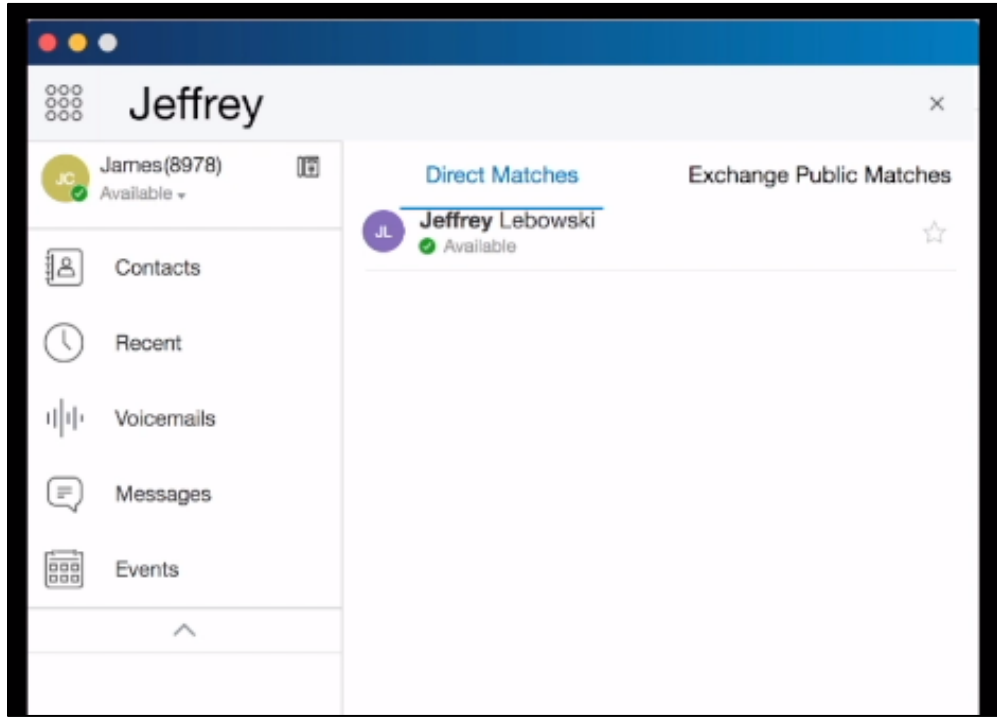 Jeffrey
JC
James(8978)
Available
Direct Matches
Exchange Public Matches
JL
Jeffrey Lebowski
Available
Contacts
Recent
Voicemails
Messages
Events